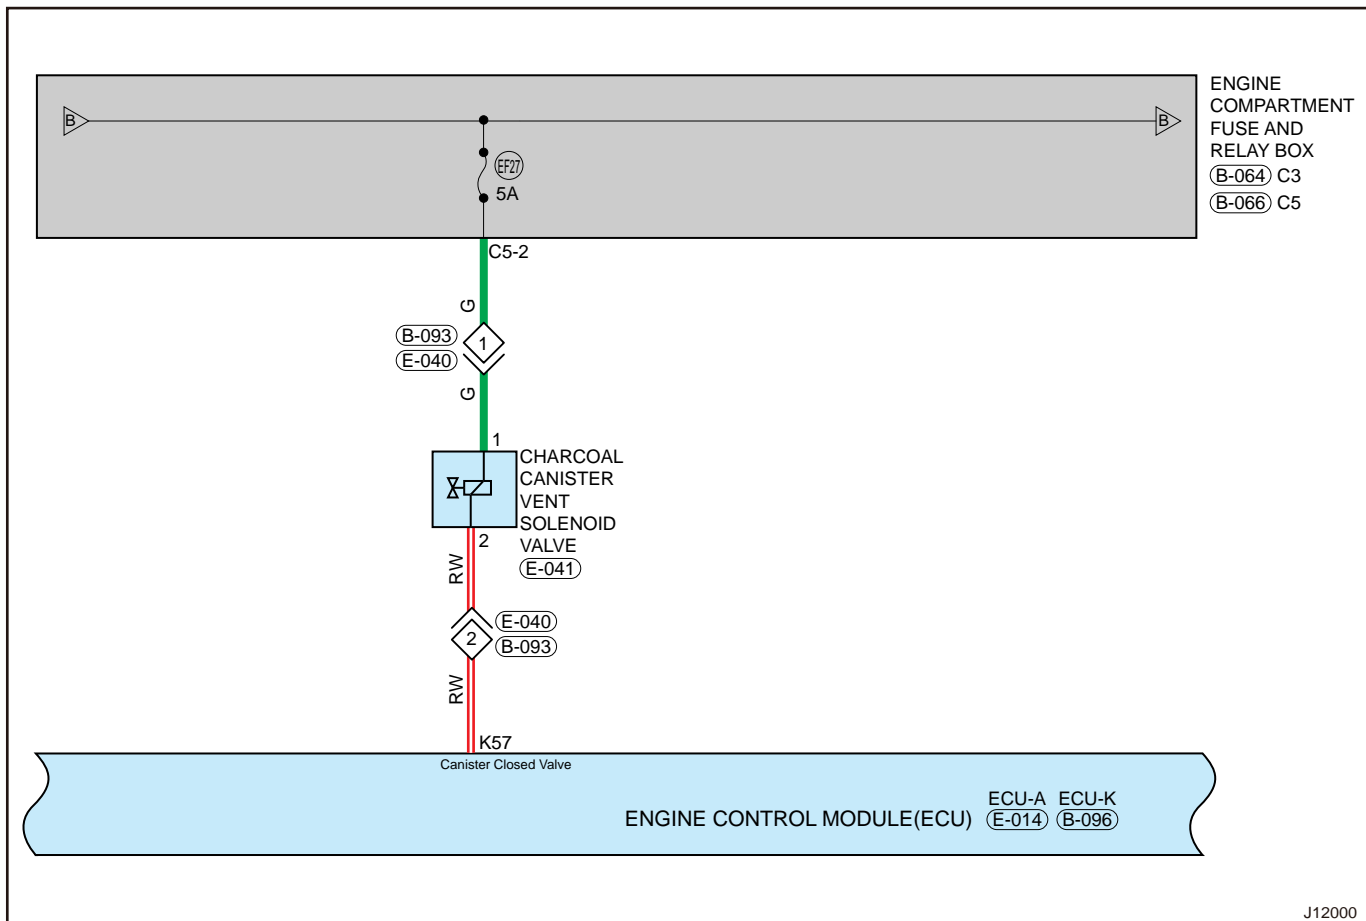 ENGINE
COMPARTMENT
FUSE AND
RELAY BOX
B-064 C3
B-066 C5
B
B
EF27
5A
C5-2
G
B-093
1
E-040
G
1
CHARCOAL
CANISTER
VENT
SOLENOID
VALVE
E-041
2
RW
E-040
2
B-093
RW
K57
Canister Closed Valve
ENGINE CONTROL MODULE(ECU)
ECU-A ECU-K
E-014 B-096
J12000